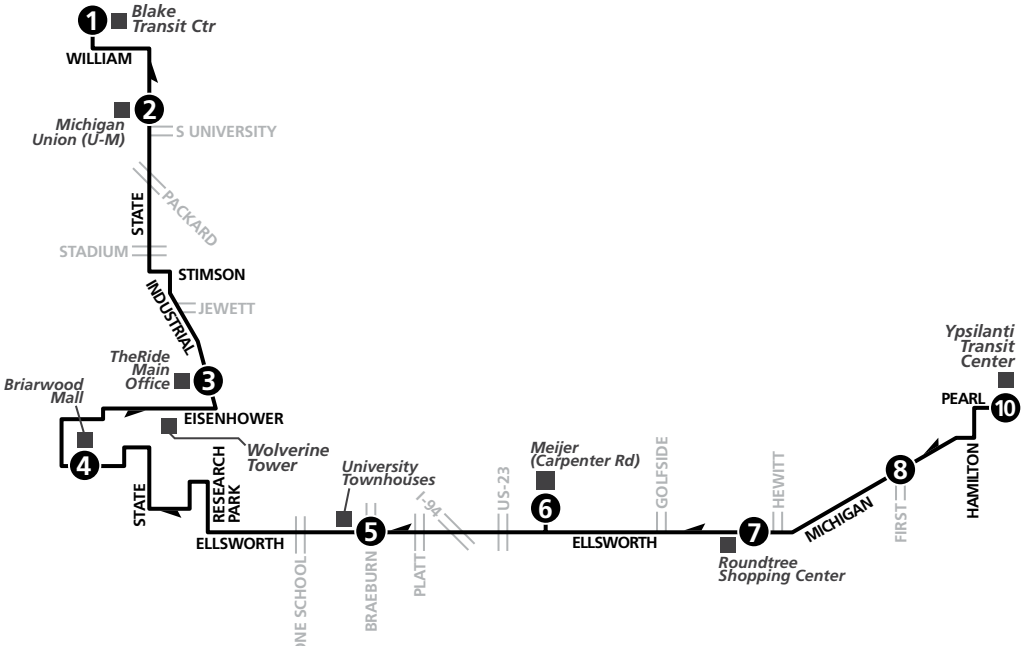 1
Blake
Transit Ctr
WILLIAM
2
Michigan
Union (U-M)
S UNIVERSITY
PACKARD
STATE
STADIUM
STIMSON
INDUSTRIAL
JEWETT
TheRide
Main
Office
3
Briarwood
Mall
EISENHOWER
4
Wolverine
Tower
STATE
RESEARCH
PARK
University
Townhouses
ELLSWORTH
ONE SCHOOL
5
BRAEBURN
PLATT
I-94
US-23
Meijer
(Carpenter Rd)
6
ELLSWORTH
GOLFSIDE
7
Roundtree
Shopping Center
HEWITT
MICHIGAN
8
FIRST
HAMILTON
PEARL
10
Ypsilanti
Transit
Center